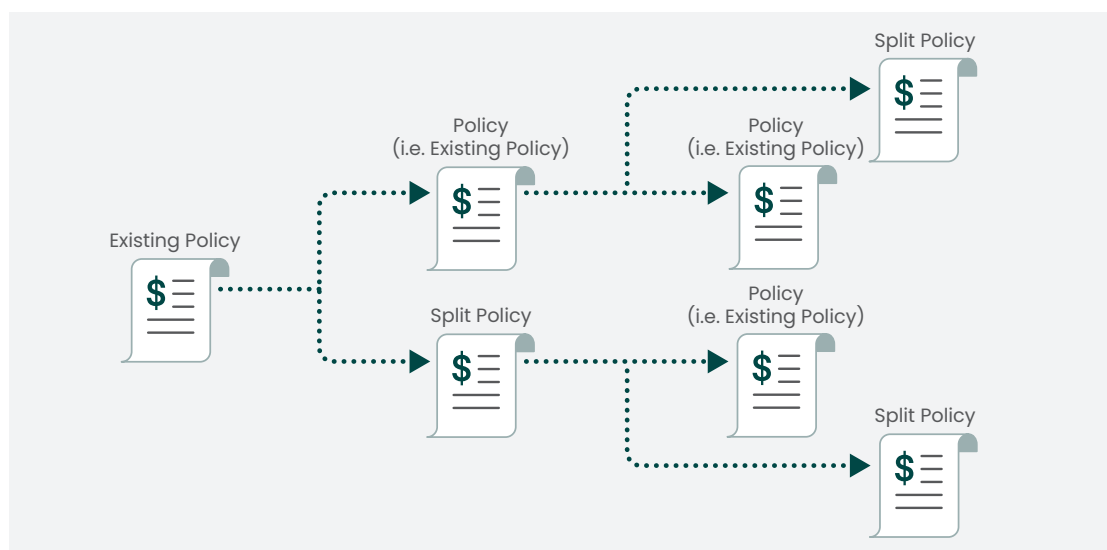 Split Policy
$
Policy
(i.e. Existing Policy)
$
Policy
(i.e. Existing Policy)
$
Existing Policy
$
Split Policy
$
Policy
(i.e. Existing Policy)
$
Split Policy
$